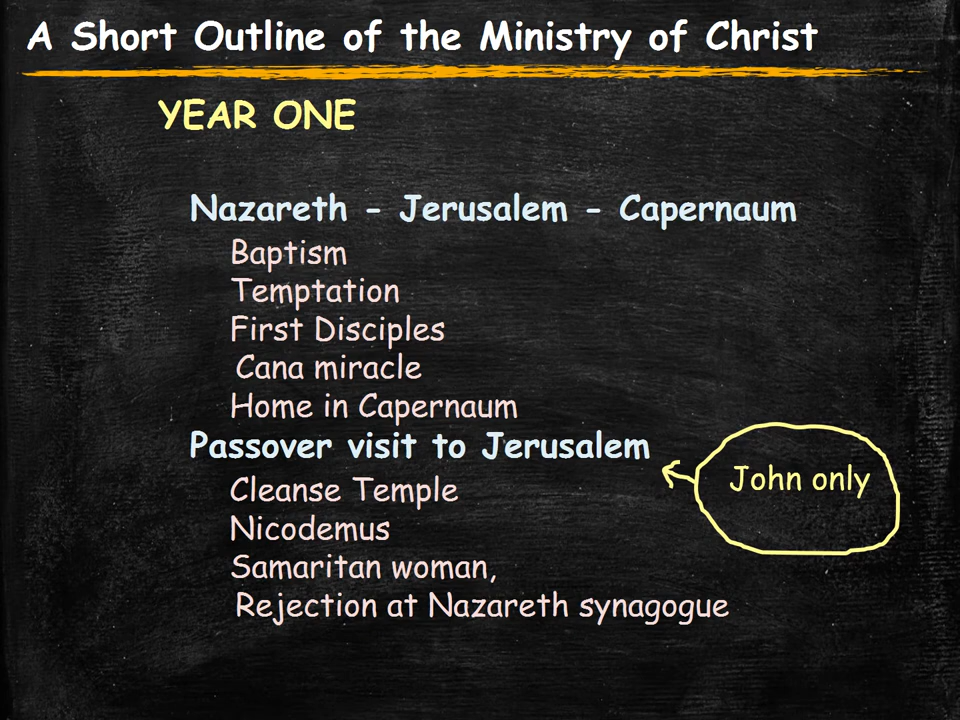 A Short Outline of the Ministry of Christ
YEAR ONE
Nazareth - Jerusalem - Capernaum
Baptism
Temptation
First Disciples
Cana miracle
Home in Capernaum
Passover visit to Jerusalem
John only
Cleanse Temple
Nicodemus
Samaritan woman,
Rejection at Nazareth synagogue